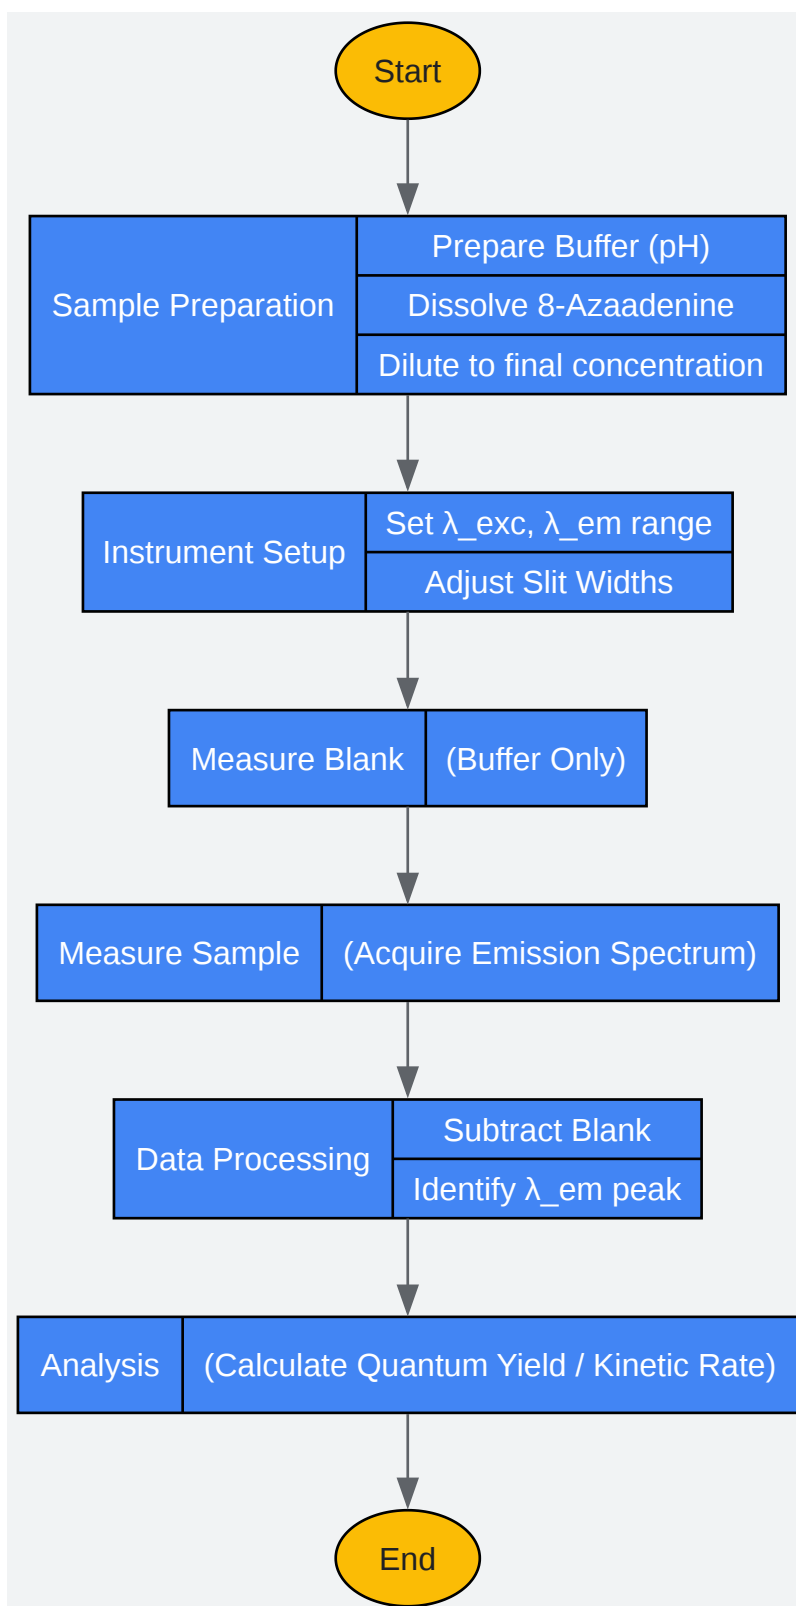 Start
Sample Preparation
Prepare Buffer (pH)
Dissolve 8-Azaadenine
Dilute to final concentration
Instrument Setup
Set λ_exc, λ_em range
Adjust Slit Widths
Measure Blank
(Buffer Only)
Measure Sample
(Acquire Emission Spectrum)
Data Processing
Subtract Blank
Identify λ_em peak
Analysis
(Calculate Quantum Yield / Kinetic Rate)
End